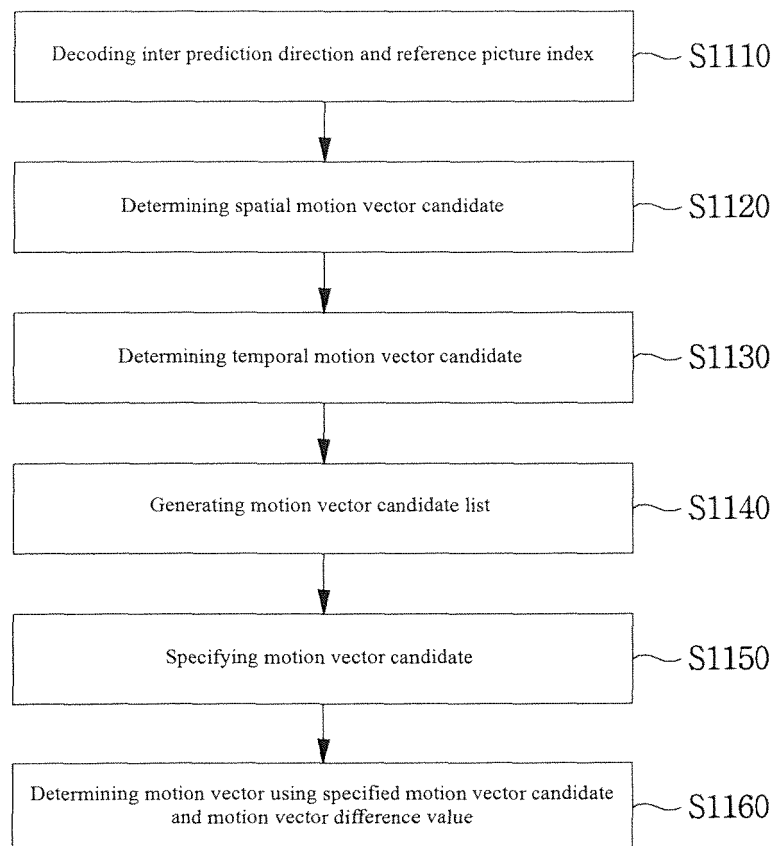 Decoding inter prediction direction and reference picture index
S1110
Determining spatial motion vector candidate
S1120
Determining temporal motion vector candidate
S1130
Generating motion vector candidate list
S1140
Specifying motion vector candidate
S1150
Determining motion vector using specified motion vector candidate
and motion vector difference value
S1160